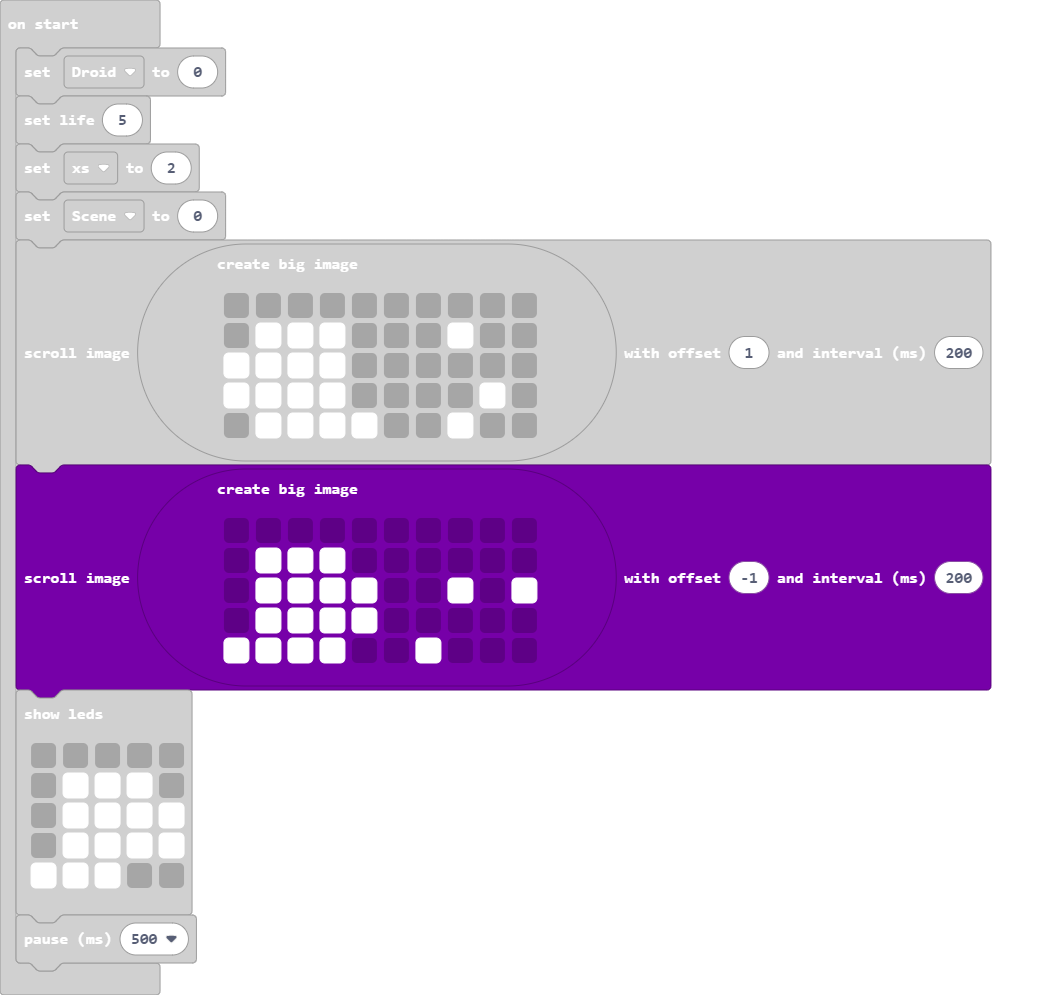 on start
set Droid to 0
set life 5
set xs to 2
set Scene to 0
create big image
scroll image with offset 1 and interval (ms) 200
create big image
scroll image with offset -1 and interval (ms) 200
show leds
pause (ms) 500